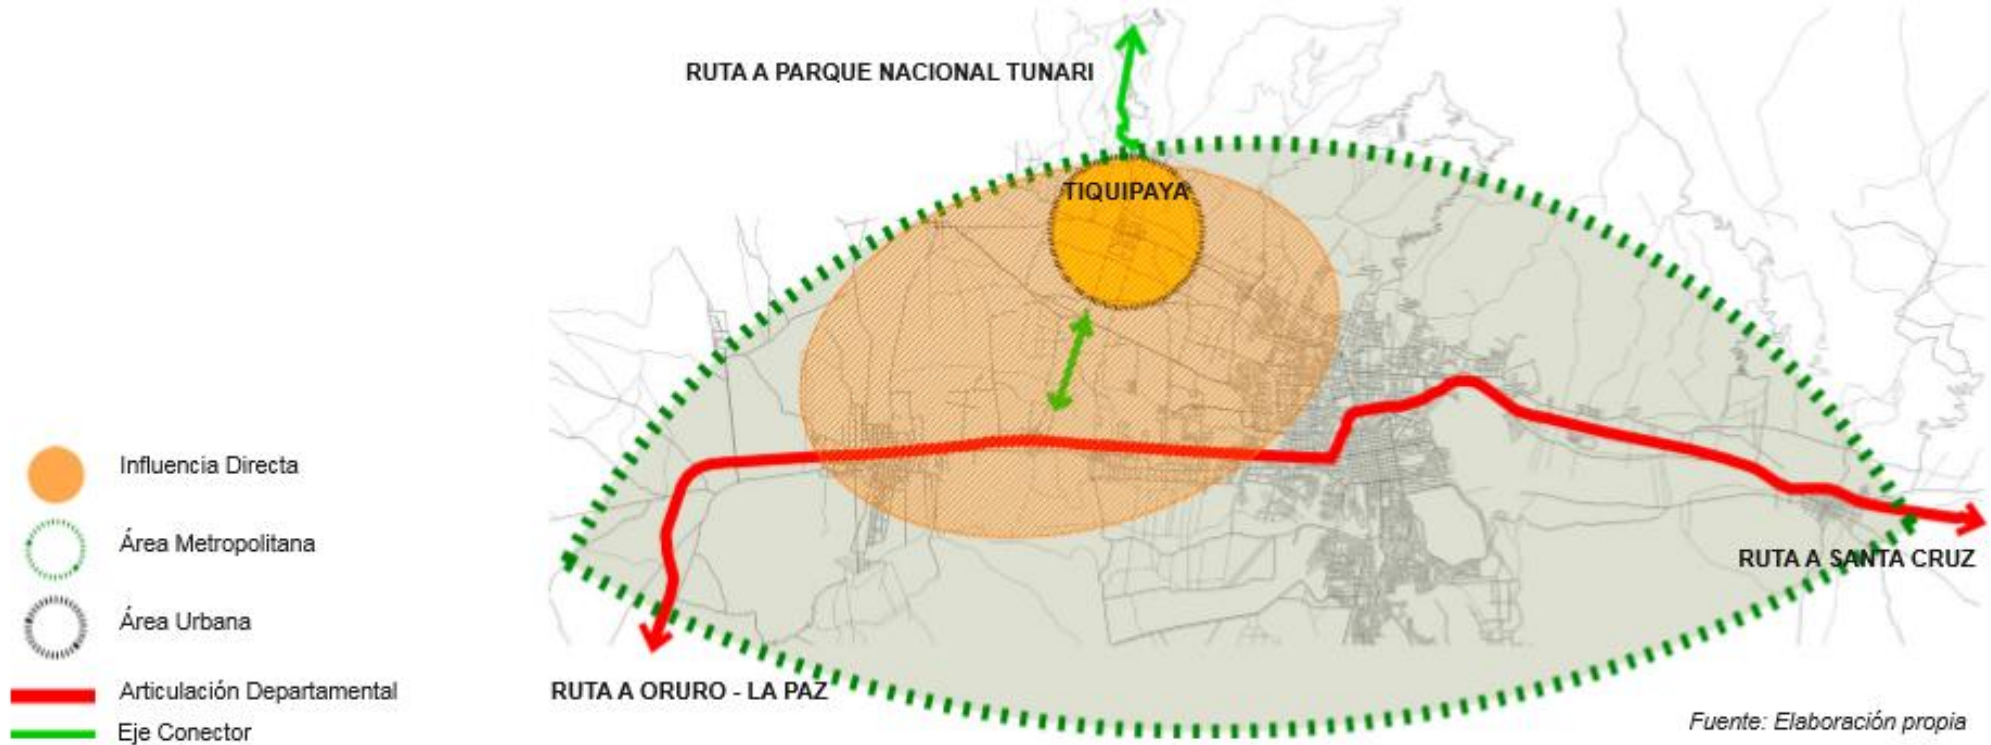 RUTA A PARQUE NACIONAL TUNARI
TIQUIPAYA
Influencia Directa
Área Metropolitana
Área Urbana
Articulación Departamental
Eje Conector
RUTA A SANTA CRUZ
RUTA A ORURO - LA PAZ
Fuente: Elaboración propia